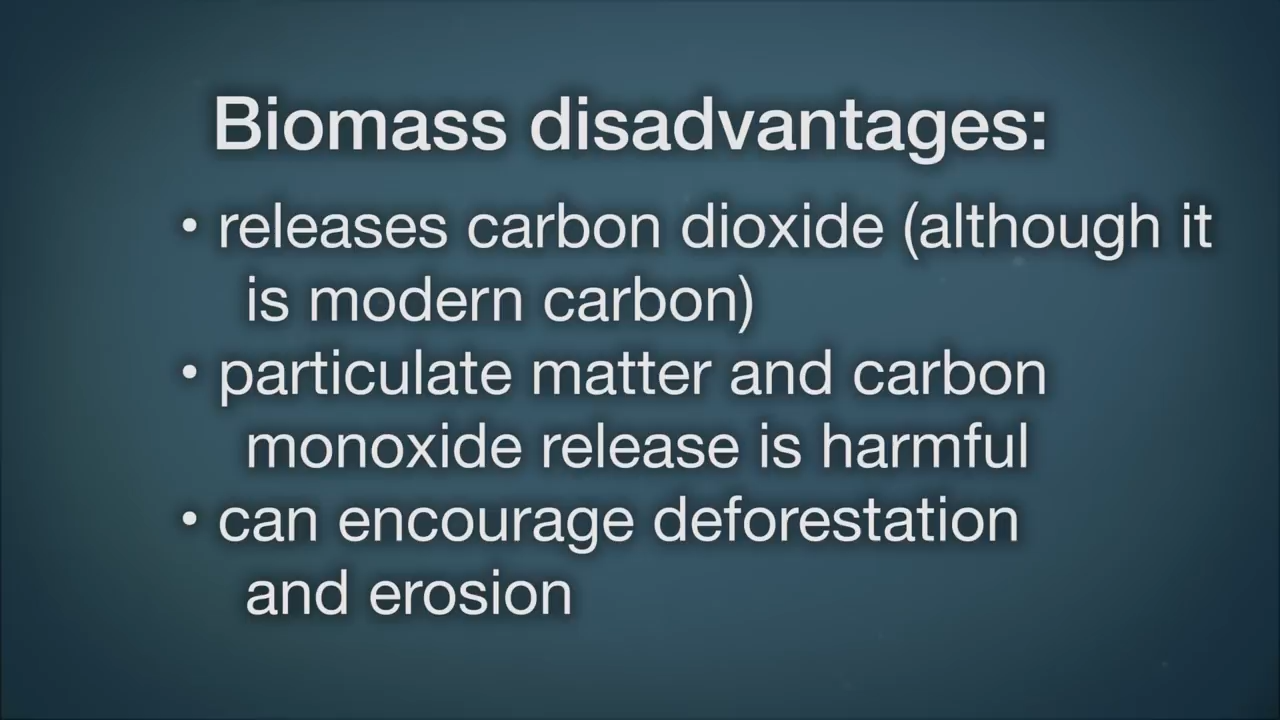 Biomass disadvantages:
• releases carbon dioxide (although it
is modern carbon)
• particulate matter and carbon
monoxide release is harmful
• can encourage deforestation
and erosion